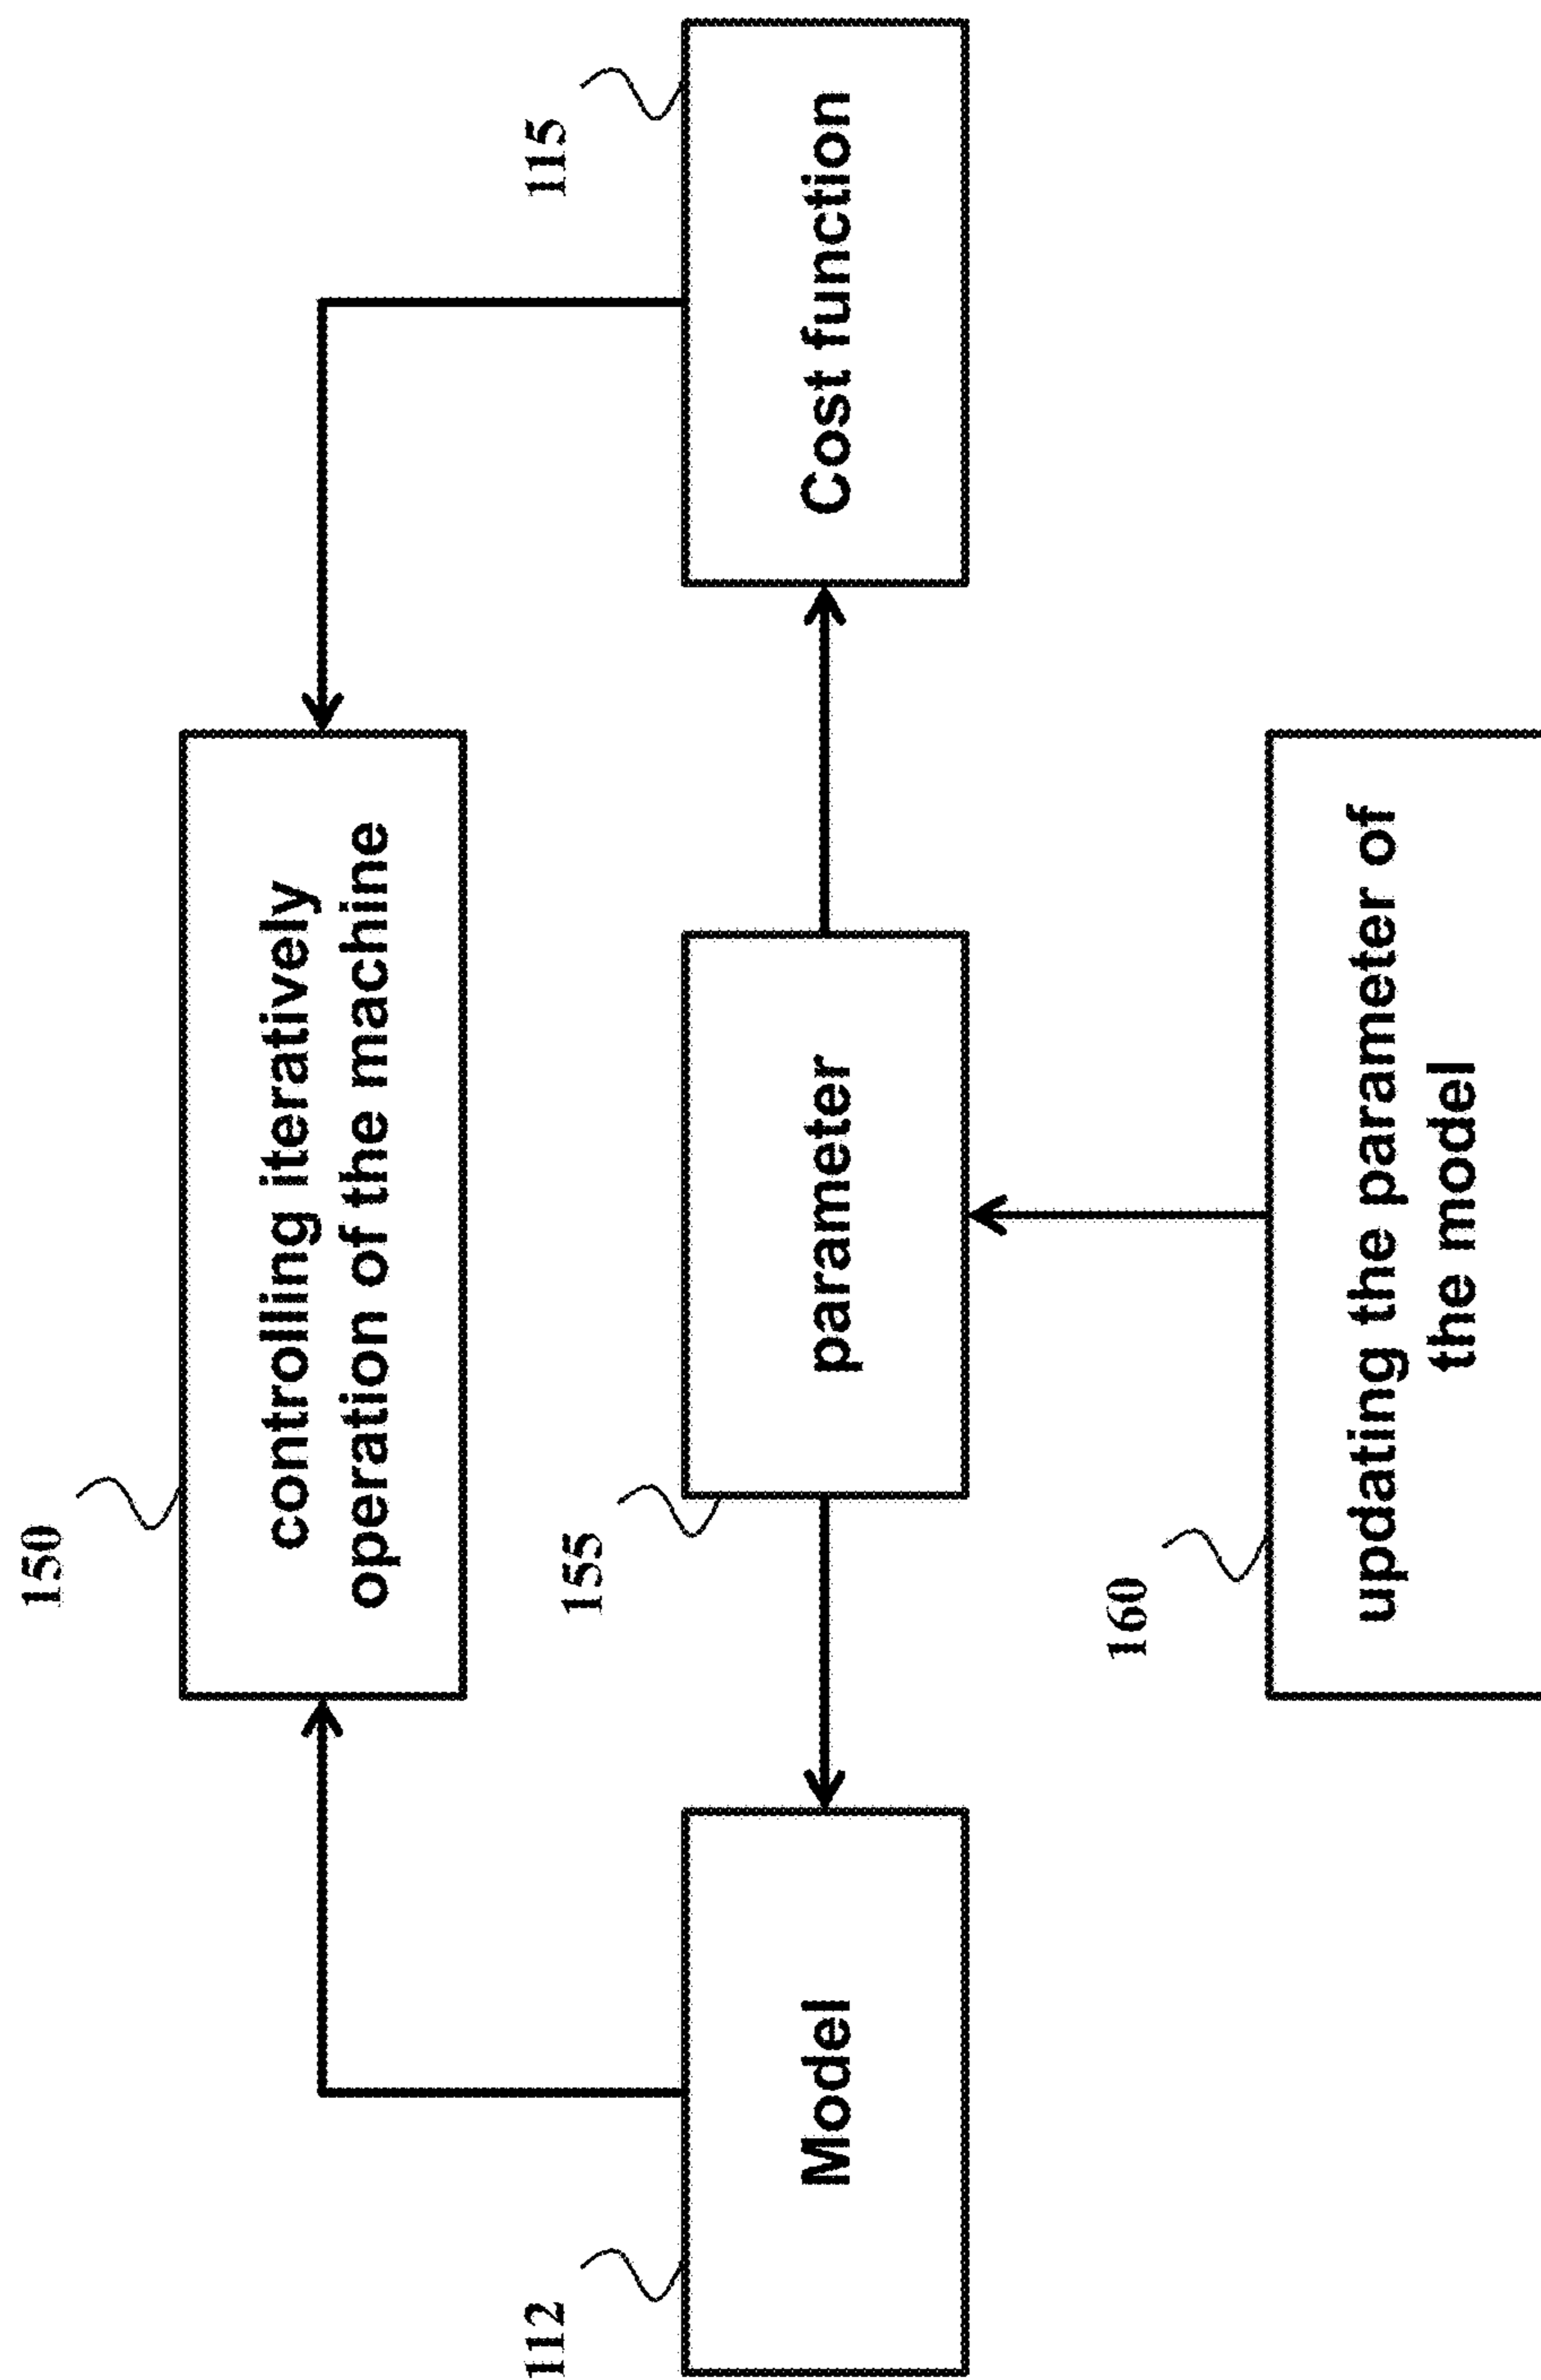 150
controlling iteratively
operation of the machine
112
Model
155
parameter
115
Cost function
160
updating the parameter of
the model